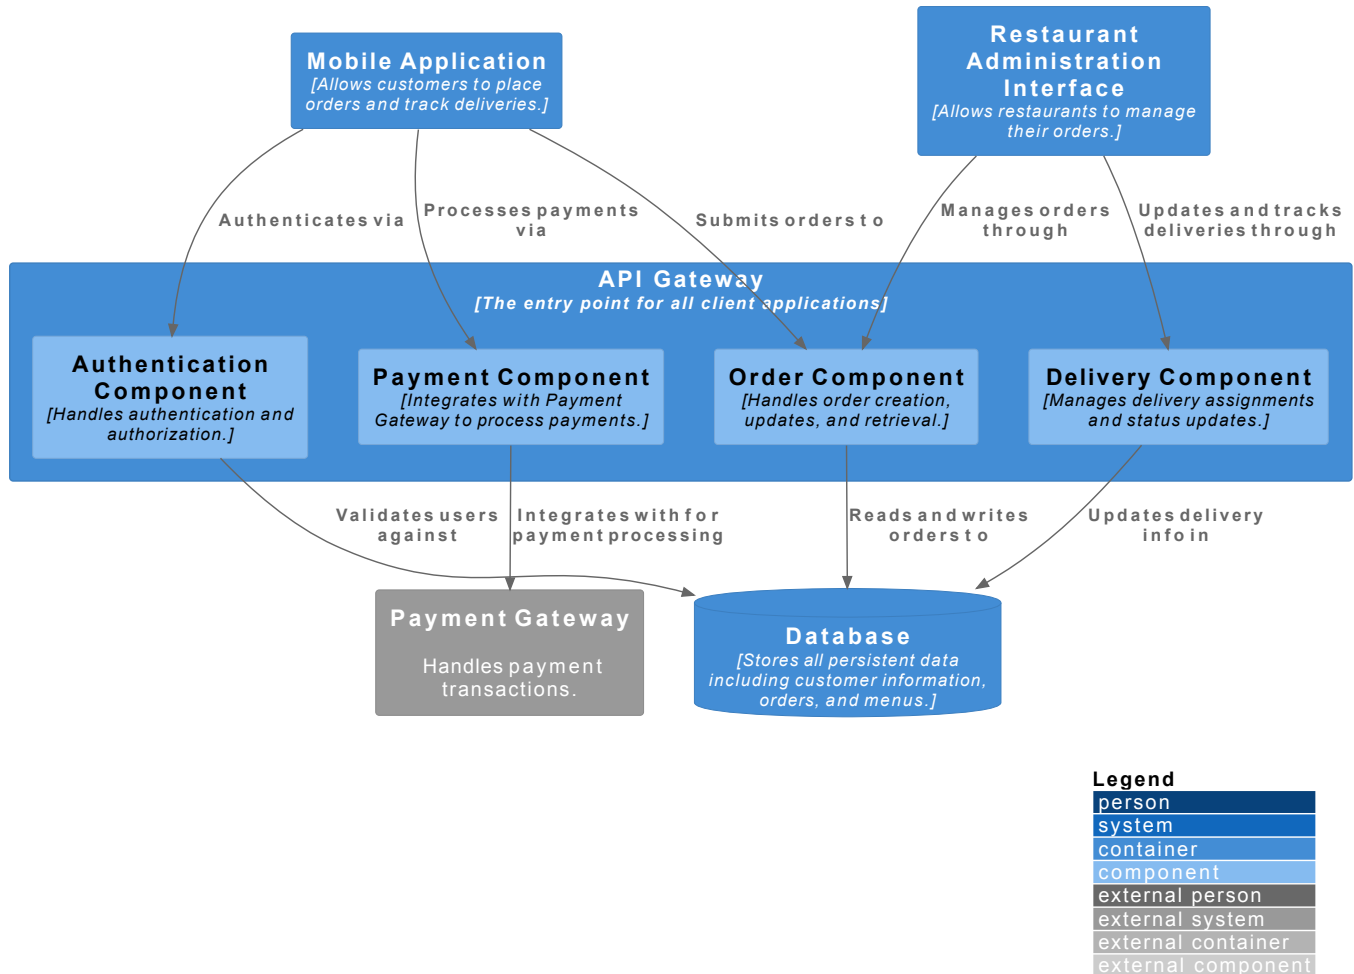 Mobile Application
[Allows customers to place
orders and track deliveries.]
Restaurant
Administration
Interface
[Allows restaurants to manage
their orders.]
Authenticates via
Processes payments
via
Submits orders to
Manages orders
through
Updates and tracks
deliveries through
API Gateway
[The entry point for all client applications]
Authentication
Component
[Handles authentication and
authorization.]
Payment Component
[Integrates with Payment
Gateway to process payments.]
Order Component
[Handles order creation,
updates, and retrieval.]
Delivery Component
[Manages delivery assignments
and status updates.]
Validates users
against
Integrates with for
payment processing
Reads and writes
orders to
Updates delivery
info in
Payment Gateway
Handles payment
transactions.
Database
[Stores all persistent data
including customer information,
orders, and menus.]
Legend
person
system
container
component
external person
external system
external container
external component